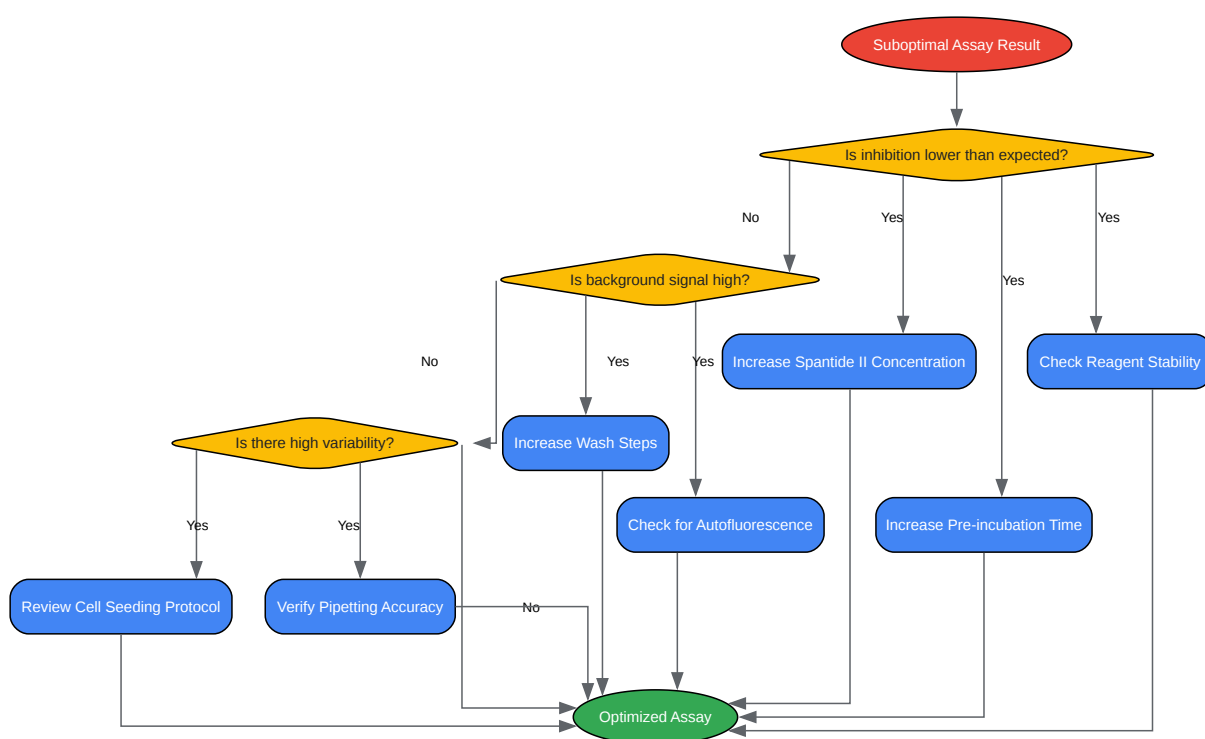 Suboptimal Assay Result
Is inhibition lower than expected?
No
Yes
Yes
Is background signal high?
Yes
No
Yes
Yes
Increase Spantide II Concentration
Check Reagent Stability
Is there high variability?
Increase Wash Steps
Yes
Yes
Check for Autofluorescence
Increase Pre-incubation Time
Review Cell Seeding Protocol
Verify Pipetting Accuracy
No
Optimized Assay